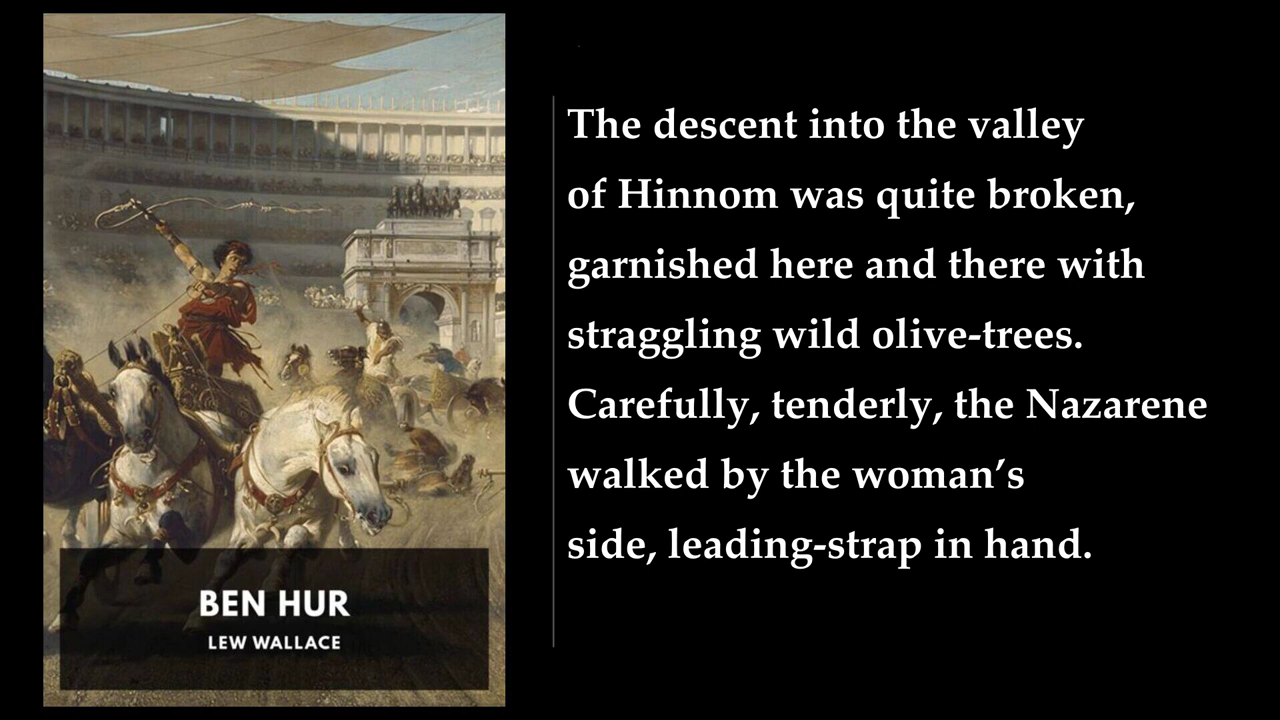 The descent into the valley
of Hinnom was quite broken,
garnished here and there with
straggling wild olive-trees.
Carefully, tenderly, the Nazarene
walked by the woman’s
side, leading-strap in hand.
BEN HUR
LEW WALLACE